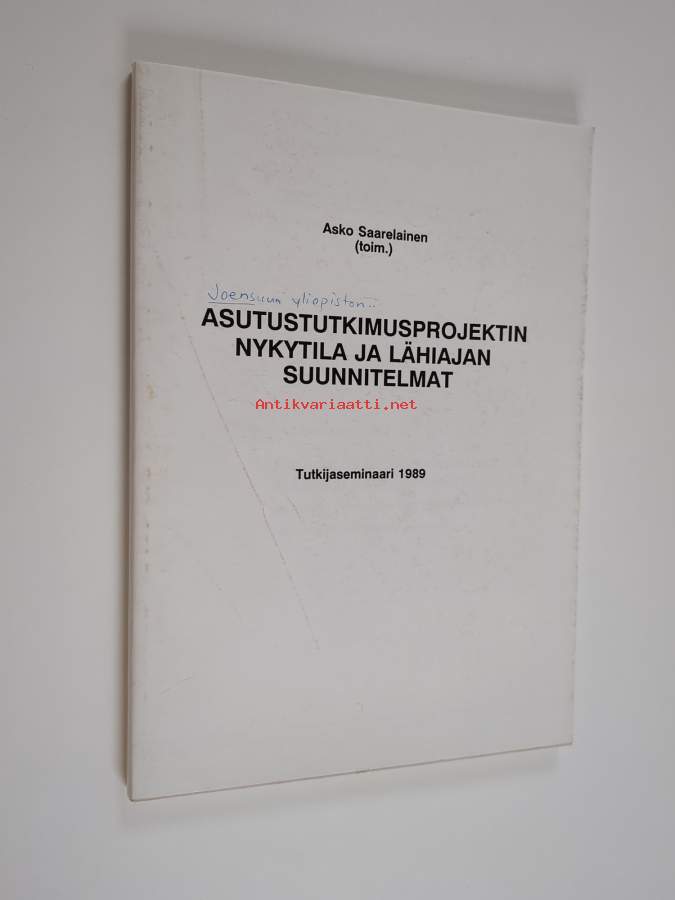 Asko Saarelainen
(toim.)
Joensuun yliopiston..
ASUTUSTUTKIMUSPROJEKTIN
NYKYTILA JA LÄHIAJAN
SUUNNITELMAT
Antikvariaatti.net
Tutkijaseminaari 1989